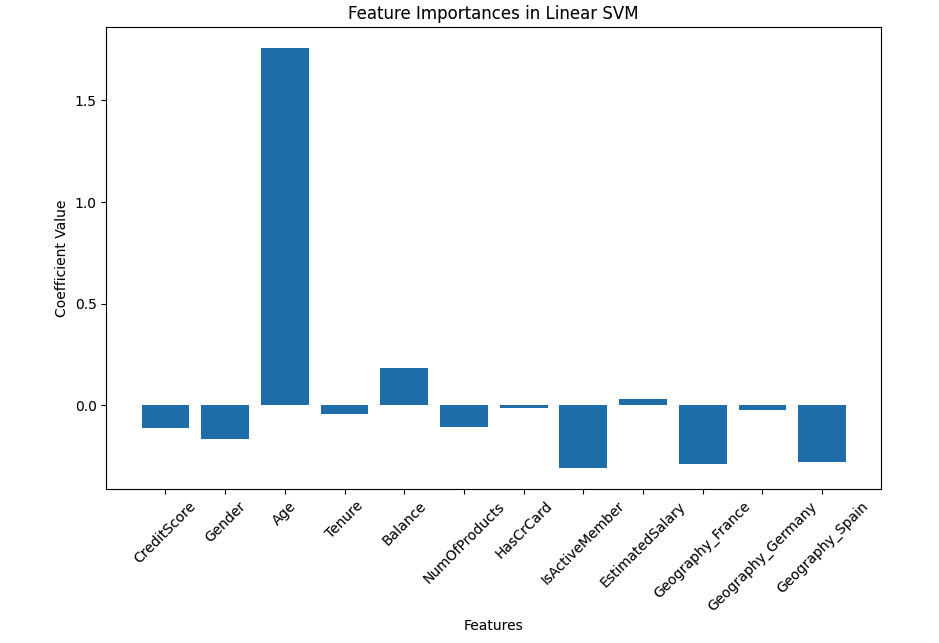 Feature Importances in Linear SVM
Coefficient Value
1.5
1.0
0.5
0.0
CreditScore
Gender
Age
Tenure
Balance
NumOfProducts
HasCrCard
IsActiveMember
EstimatedSalary
Geography_France
Geography_Germany
Geography_Spain
Features